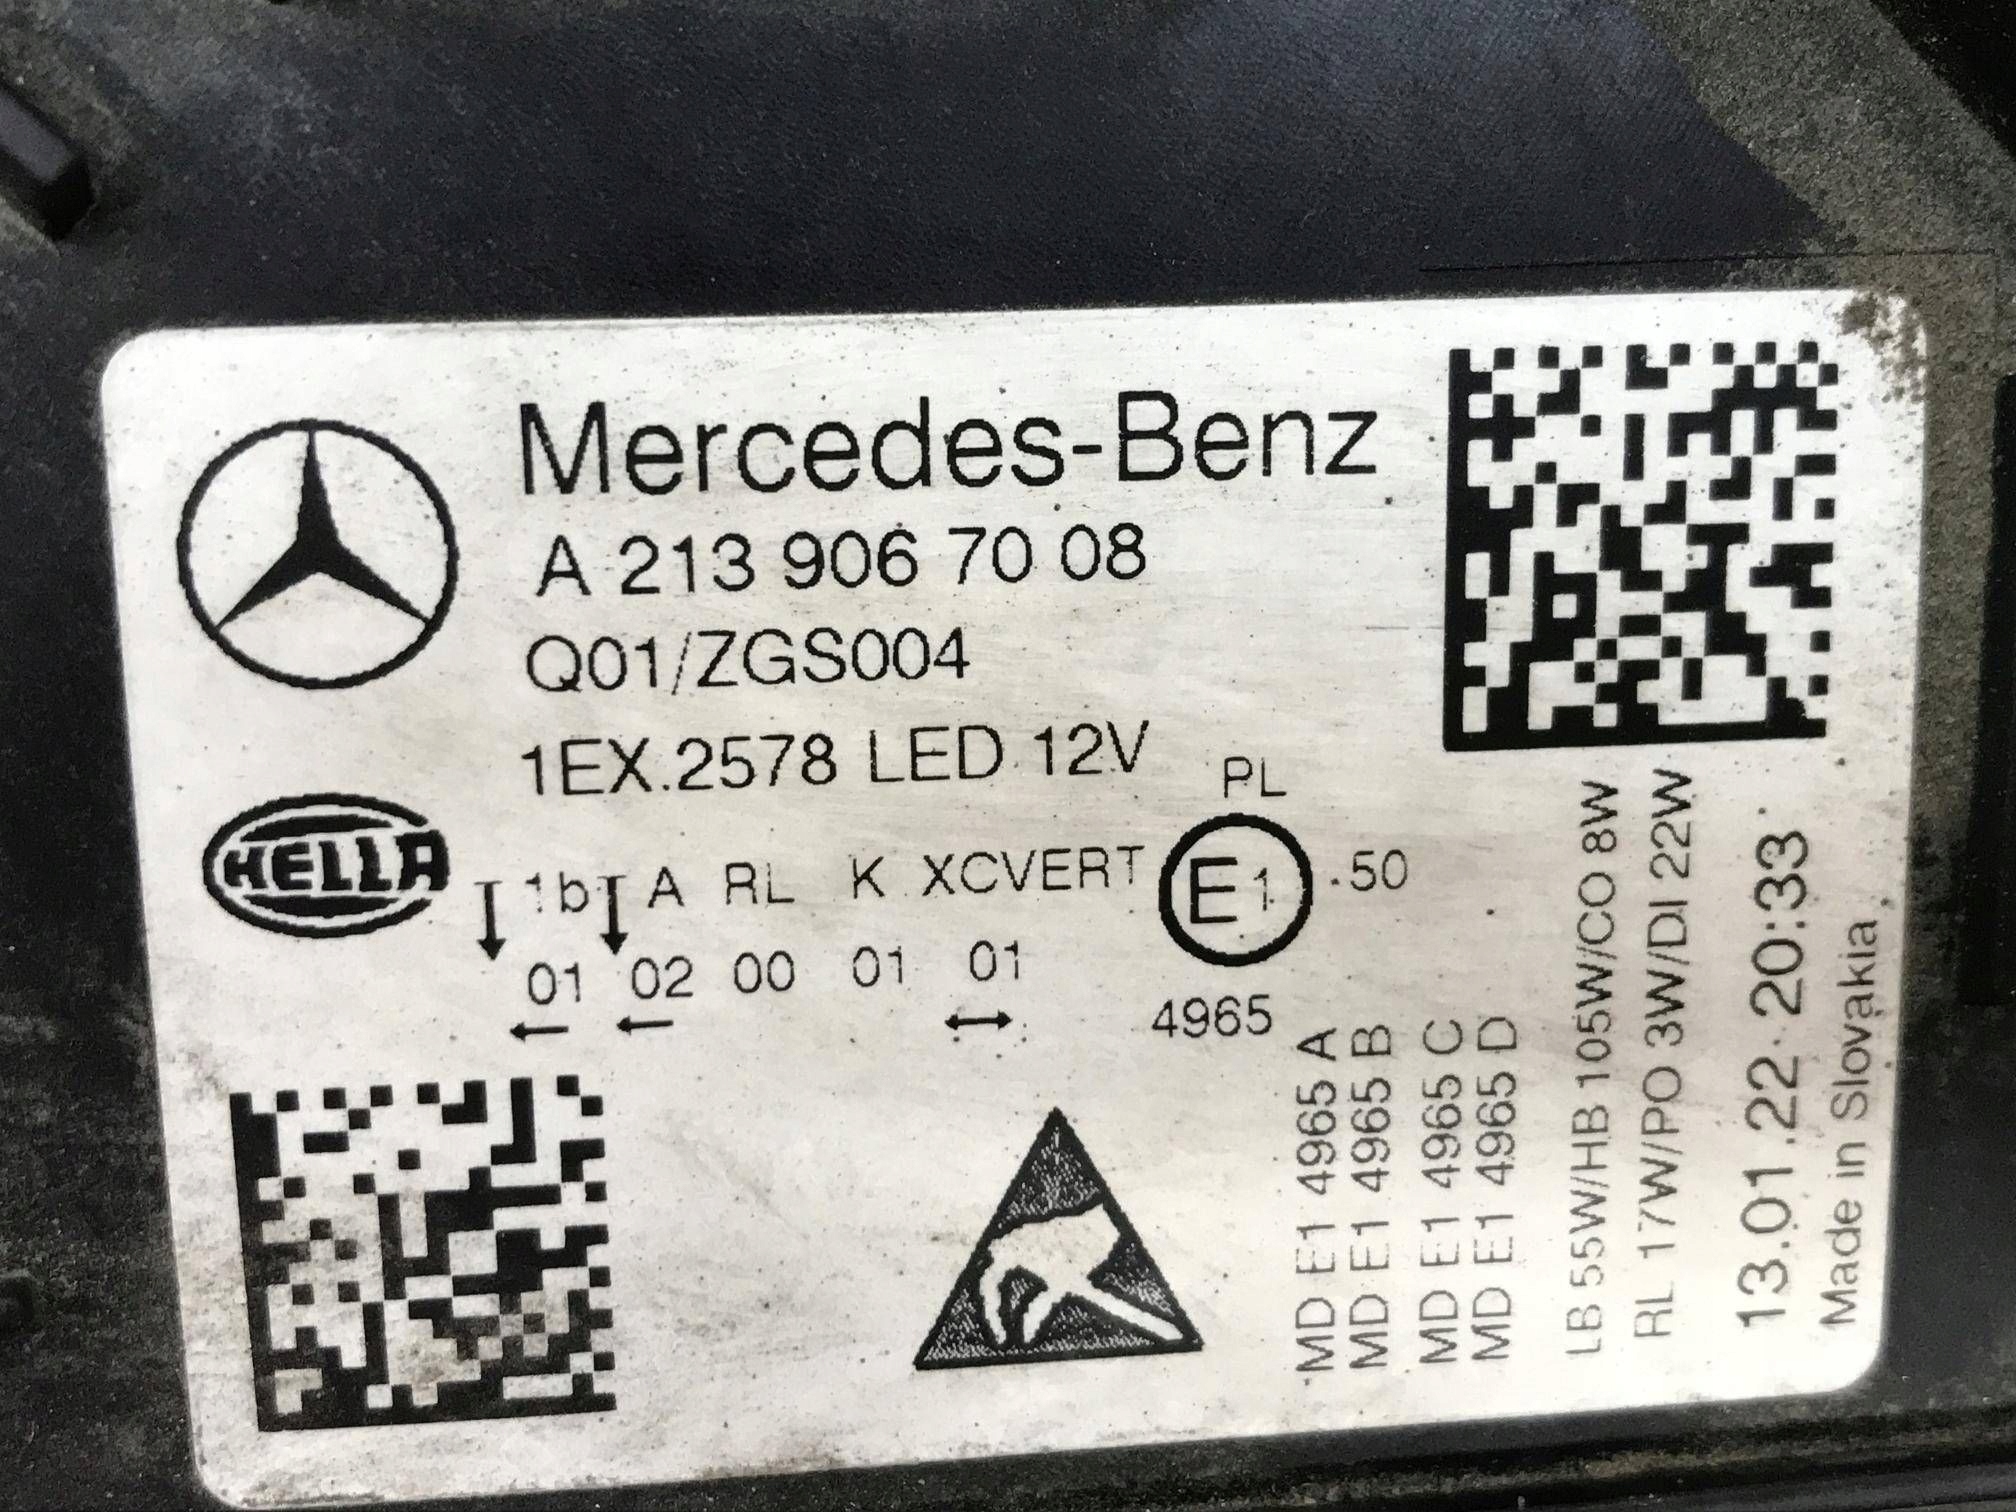 Mercedes-Benz
A 213 906 70 08
Q01/ZGS004
1EX.2578 LED 12V
PL
HELLA
1b A RL K XCVERT E1 .50
01 02 00 01 01
4965
MD E1 4965 A
MD E1 4965 B
MD E1 4965 C
MD E1 4965 D
LB 55W/HB 105W/CO 8W
RL 17W/PO 3W/DI 22W
13.01.22 20:33
Made in Slovakia